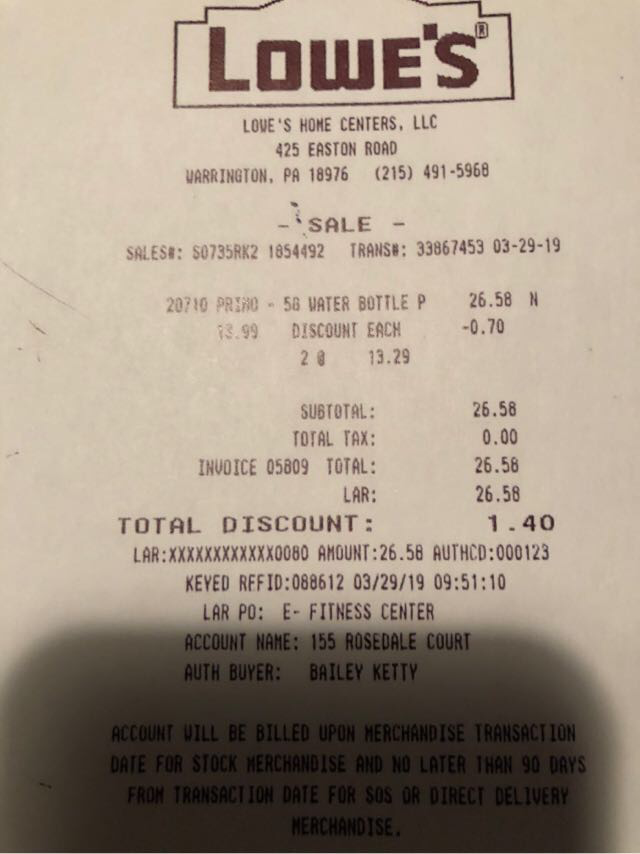 LOWE'S®
LOWE'S HOME CENTERS, LLC
425 EASTON ROAD
WARRINGTON, PA 18976 (215) 491-5968
- SALE -
SALES#: S0735RK2 1854492 TRANS#: 33867453 03-29-19
20710 PRIMO - 5G WATER BOTTLE P 26.58 N
13.99 DISCOUNT EACH -0.70
2 @ 13.29
SUBTOTAL: 26.58
TOTAL TAX: 0.00
INVOICE 05809 TOTAL: 26.58
LAR: 26.58
TOTAL DISCOUNT: 1.40
LAR:XXXXXXXXXXXX0080 AMOUNT:26.58 AUTHCD:000123
KEYED REFID:088612 03/29/19 09:51:10
LAR PO: E- FITNESS CENTER
ACCOUNT NAME: 155 ROSEDALE COURT
AUTH BUYER: BAILEY KETTY
ACCOUNT WILL BE BILLED UPON MERCHANDISE TRANSACTION
DATE FOR STOCK MERCHANDISE AND NO LATER THAN 90 DAYS
FROM TRANSACTION DATE FOR SOS OR DIRECT DELIVERY
MERCHANDISE.